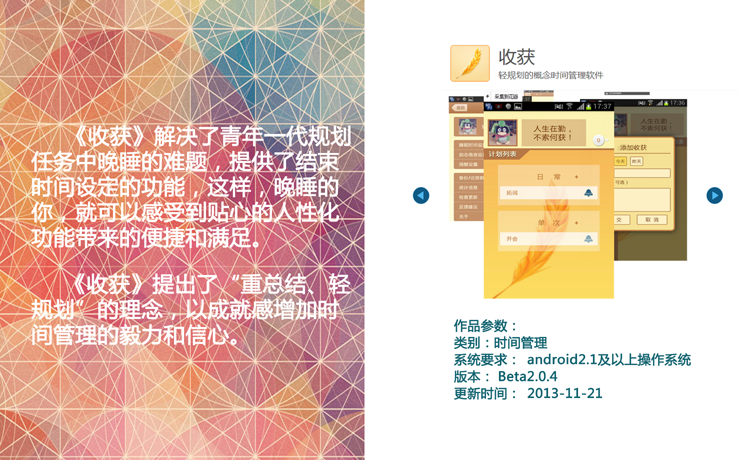 《收获》解决了青年一代规划
任务中晚睡的难题，提供了结束
时间设定的功能，这样，晚睡的
你，就可以感受到贴心的人性化
功能带来的便捷和满足。
《收获》提出了“重总结、轻
规划”的理念，以成就感增加时
间管理的毅力和信心。
收获
轻规划的概念时间管理软件
17:37
17:36
人生在勤，
不索何获！
0
计划列表
日 常 +
拓词
单 次 +
开会
人生在勤，
不索何获！
添加收获
今天
昨天
交
取 消
作品参数：
类别：时间管理
系统要求： android2.1及以上操作系统
版本： Beta2.0.4
更新时间： 2013-11-21